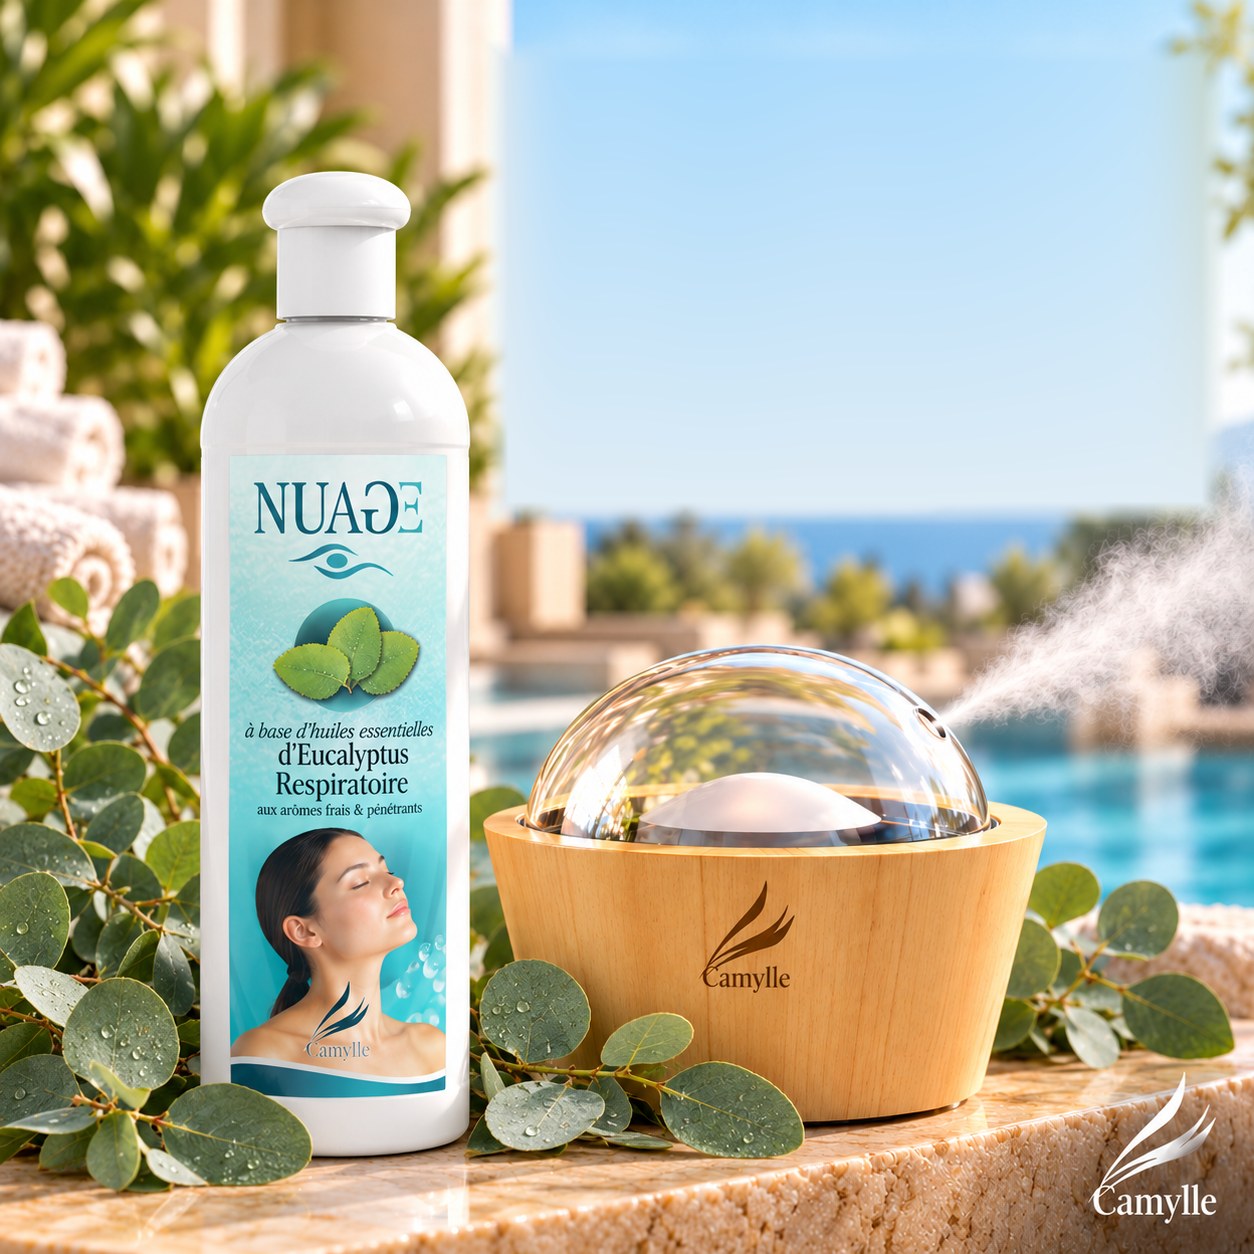 NUAGE
à base d'huiles essentielles
d'Eucalyptus
Respiratoire
aux arômes frais & pénétrants
Camylle
Camylle
Camylle